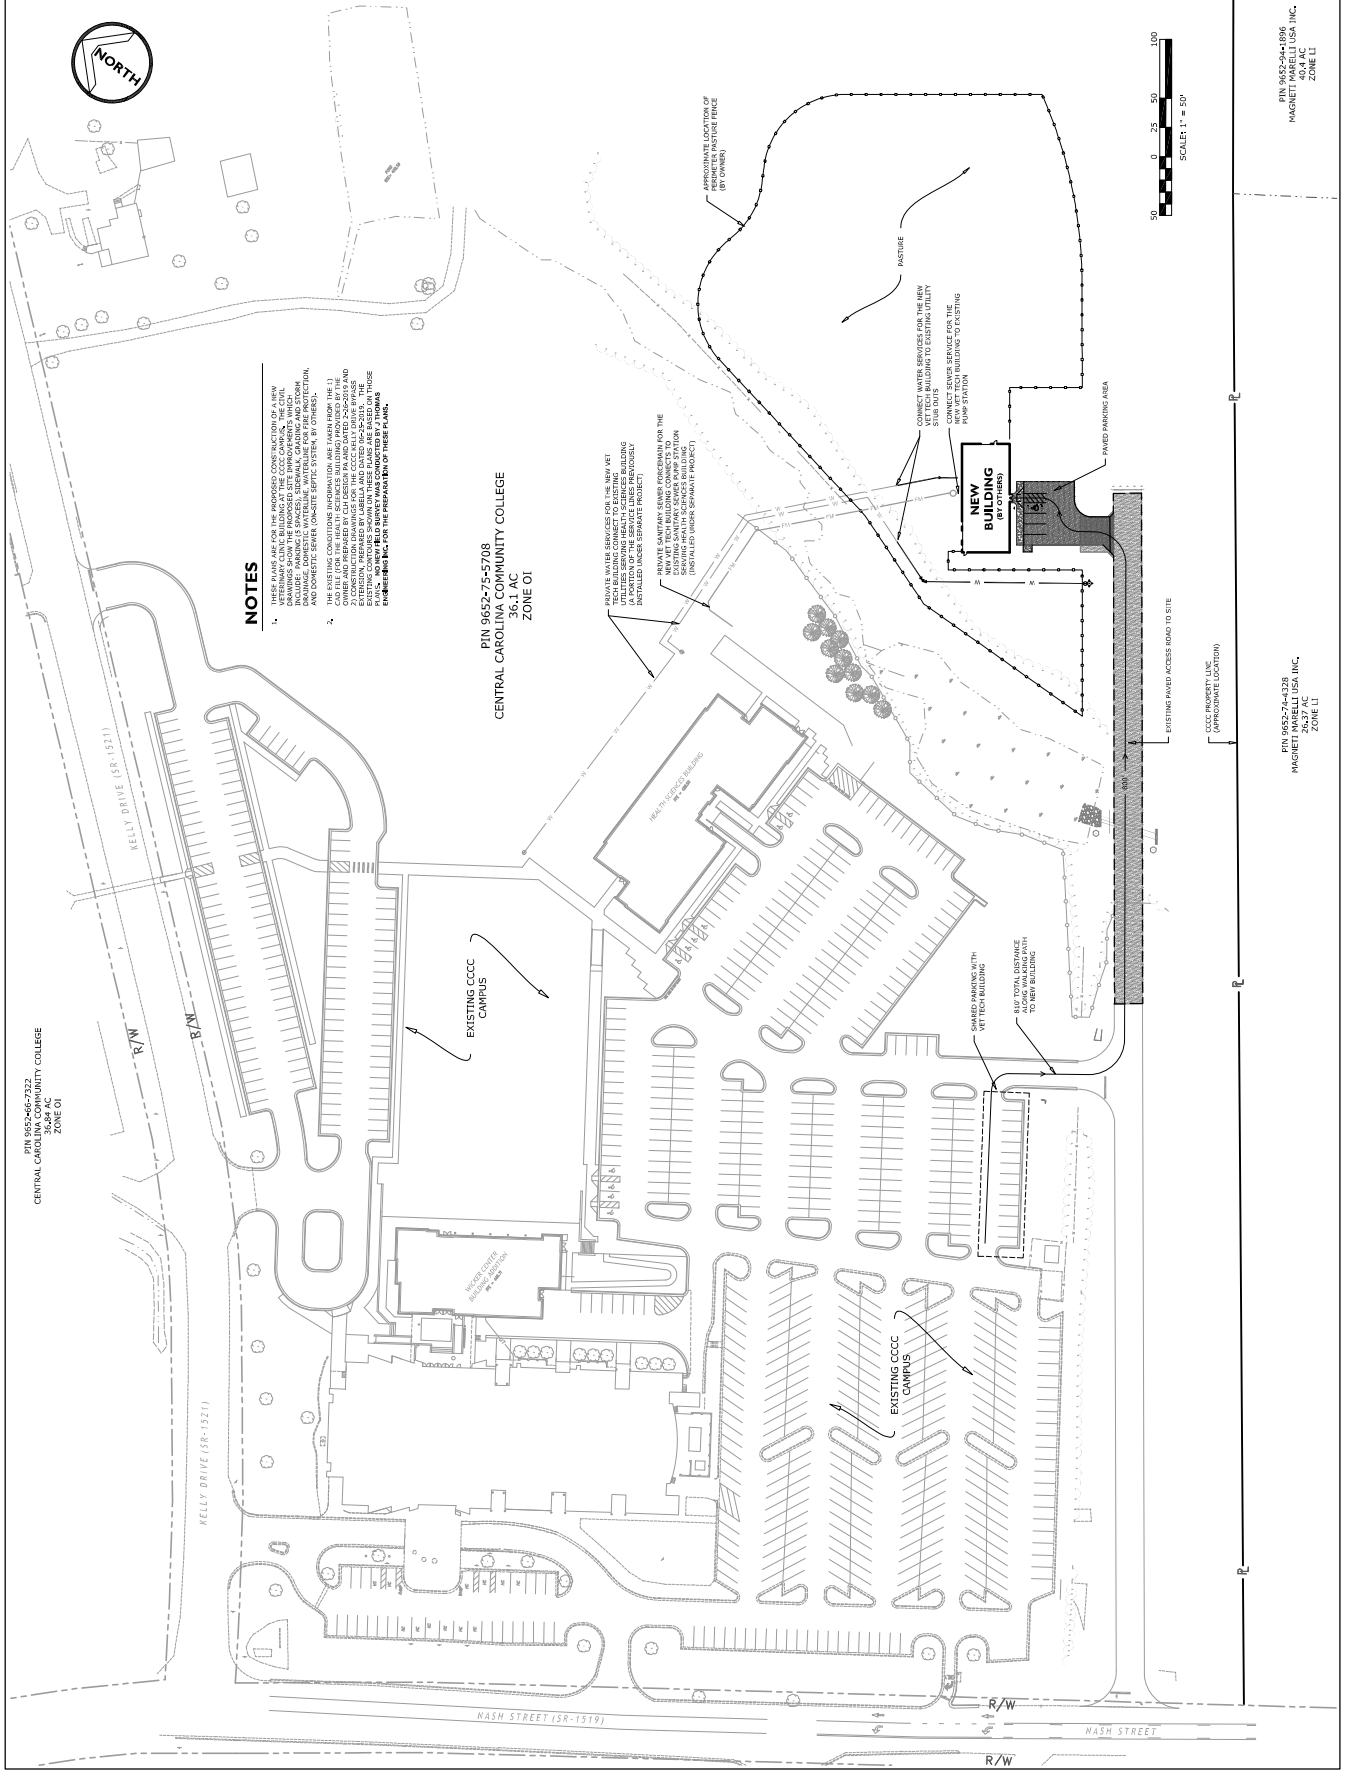 NORTH
NOTES
1. THESE PLANS ARE FOR THE PROPOSED CONSTRUCTION OF A NEW
VETERINARY CLINIC BUILDING AT THE CCCC CAMPUS. THE CIVIL
DRAWINGS SHOW THE PROPOSED SITE IMPROVEMENTS WHICH
INCLUDE: PARKING (5 SPACES), SIDEWALK, GRADING AND STORM
DRAINAGE, DOMESTIC WATERLINE, WATERLINE FOR FIRE PROTECTION,
AND DOMESTIC SEWER (ON-SITE SEPTIC SYSTEM, BY OTHERS).
2. THE EXISTING CONDITIONS INFORMATION ARE TAKEN FROM THE 1)
CAD FILE (FOR THE HEALTH SCIENCES BUILDING) PROVIDED BY THE
OWNER AND PREPARED BY CLH DESIGN PA AND DATED 2-26-2019 AND
2) CONSTRUCTION DRAWINGS FOR THE CCCC KELLY DRIVE BYPASS
EXTENSION, PREPARED BY LABELLA AND DATED 06-25-2019. THE
EXISTING CONTOURS SHOWN ON THESE PLANS ARE BASED ON THOSE
PLANS. NO NEW FIELD SURVEY WAS CONDUCTED BY J THOMAS
ENGINEERING, INC. FOR THE PREPARATION OF THESE PLANS.
PIN 9652-66-7322
CENTRAL CAROLINA COMMUNITY COLLEGE
36.84 AC
ZONE OI
PIN 9652-75-5708
CENTRAL CAROLINA COMMUNITY COLLEGE
36.1 AC
ZONE OI
KELLY DRIVE (SR-1521)
KELLY DRIVE (SR-1521)
R/W
R/W
EXISTING CCCC
CAMPUS
WICKER CENTER
BUILDING ADDITION
HEALTH SCIENCES BUILDING
PRIVATE WATER SERVICES FOR THE NEW VET
TECH BUILDING CONNECT TO EXISTING
UTILITIES SERVING HEALTH SCIENCES BUILDING
(A PORTION OF THE SERVICE LINES PREVIOUSLY
INSTALLED UNDER SEPARATE PROJECT)
PRIVATE SANITARY SEWER FORCEMAIN FOR THE
NEW VET TECH BUILDING CONNECTS TO
EXISTING SANITARY SEWER PUMP STATION
SERVING HEALTH SCIENCES BUILDING
(INSTALLED UNDER SEPARATE PROJECT)
APPROXIMATE LOCATION OF
PERIMETER PASTURE FENCE
(BY OWNER)
PASTURE
CONNECT WATER SERVICES FOR THE NEW
VET TECH BUILDING TO EXISTING UTILITY
STUB OUTS
CONNECT SEWER SERVICE FOR THE
NEW VET TECH BUILDING TO EXISTING
PUMP STATION
NEW
BUILDING
(BY OTHERS)
PAVED PARKING AREA
EXISTING CCCC
CAMPUS
SHARED PARKING WITH
VET TECH BUILDING
810' TOTAL DISTANCE
ALONG WALKING PATH
TO NEW BUILDING
EXISTING PAVED ACCESS ROAD TO SITE
CCCC PROPERTY LINE
(APPROXIMATE LOCATION)
50 0 25 50 100
SCALE: 1" = 50'
PIN 9652-74-4328
MAGNETI MARELLI USA INC.
26.37 AC
ZONE LI
PIN 9652-94-1896
MAGNETI MARELLI USA INC.
40.4 AC
ZONE LI
NASH STREET (SR-1519)
NASH STREET
R/W
R/W